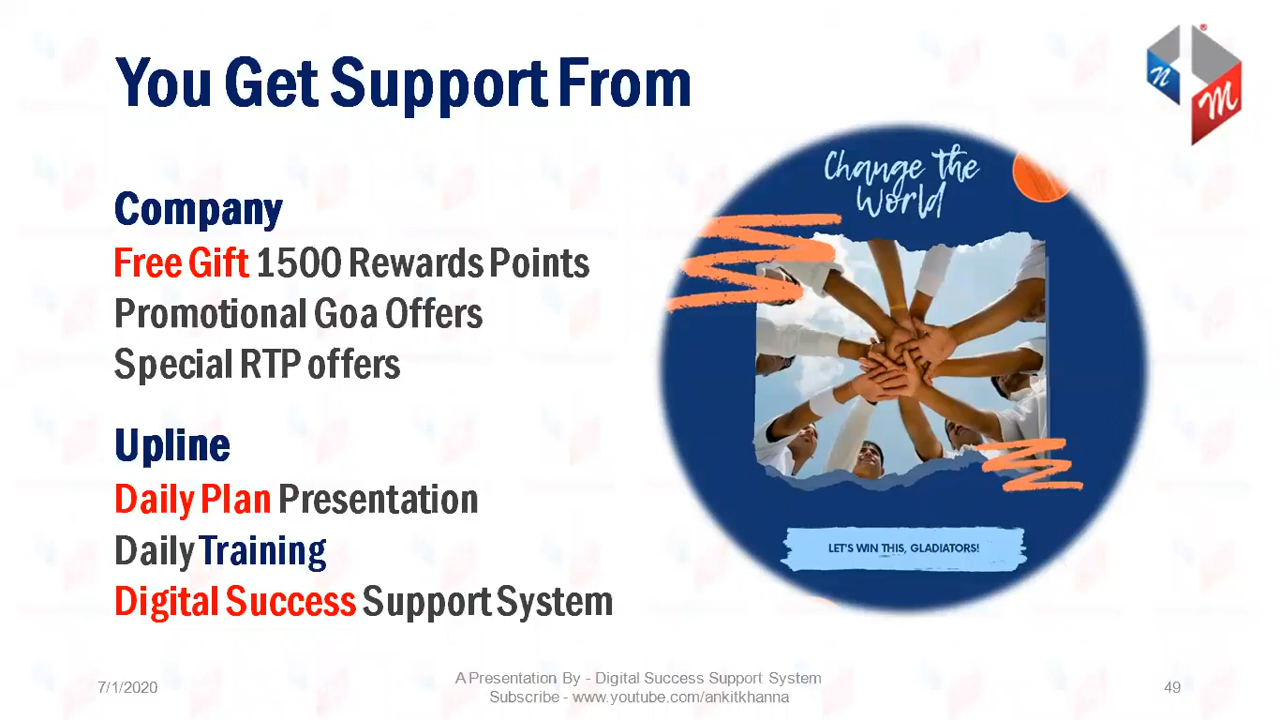 You Get Support From
n M
Company
Free Gift 1500 Rewards Points
Promotional Goa Offers
Special RTP offers
Upline
Daily Plan Presentation
Daily Training
Digital Success Support System
Change the
World
LET'S WIN THIS, GLADIATORS!
7/1/2020
A Presentation By - Digital Success Support System
Subscribe - www.youtube.com/ankitkhanna
49